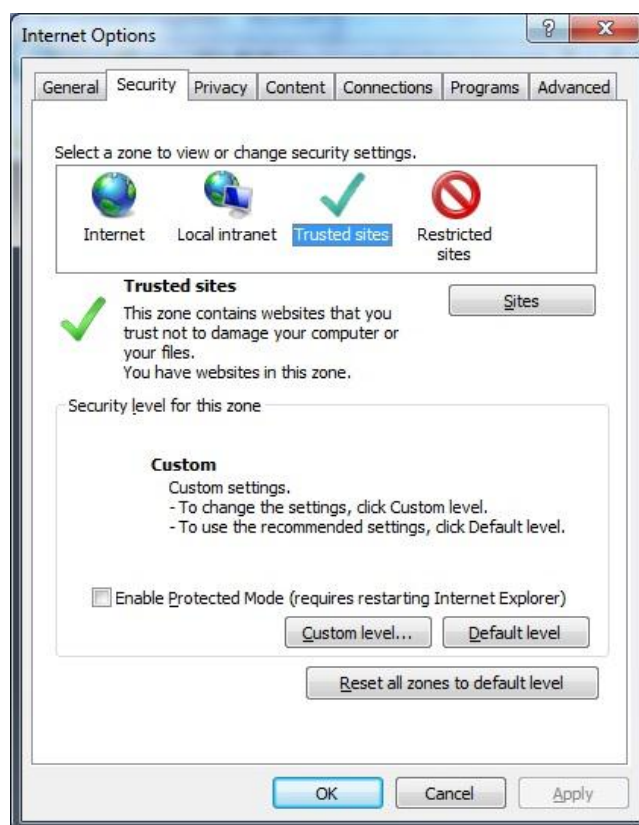 Internet Options
General Security Privacy Content Connections Programs Advanced
Select a zone to view or change security settings.
Internet Local intranet Trusted sites Restricted
sites
Trusted sites
Sites
This zone contains websites that you
trust not to damage your computer or
your files.
You have websites in this zone.
Security level for this zone
Custom
Custom settings.
- To change the settings, click Custom level.
- To use the recommended settings, click Default level.
Enable Protected Mode (requires restarting Internet Explorer)
Custom level... Default level
Reset all zones to default level
OK Cancel Apply